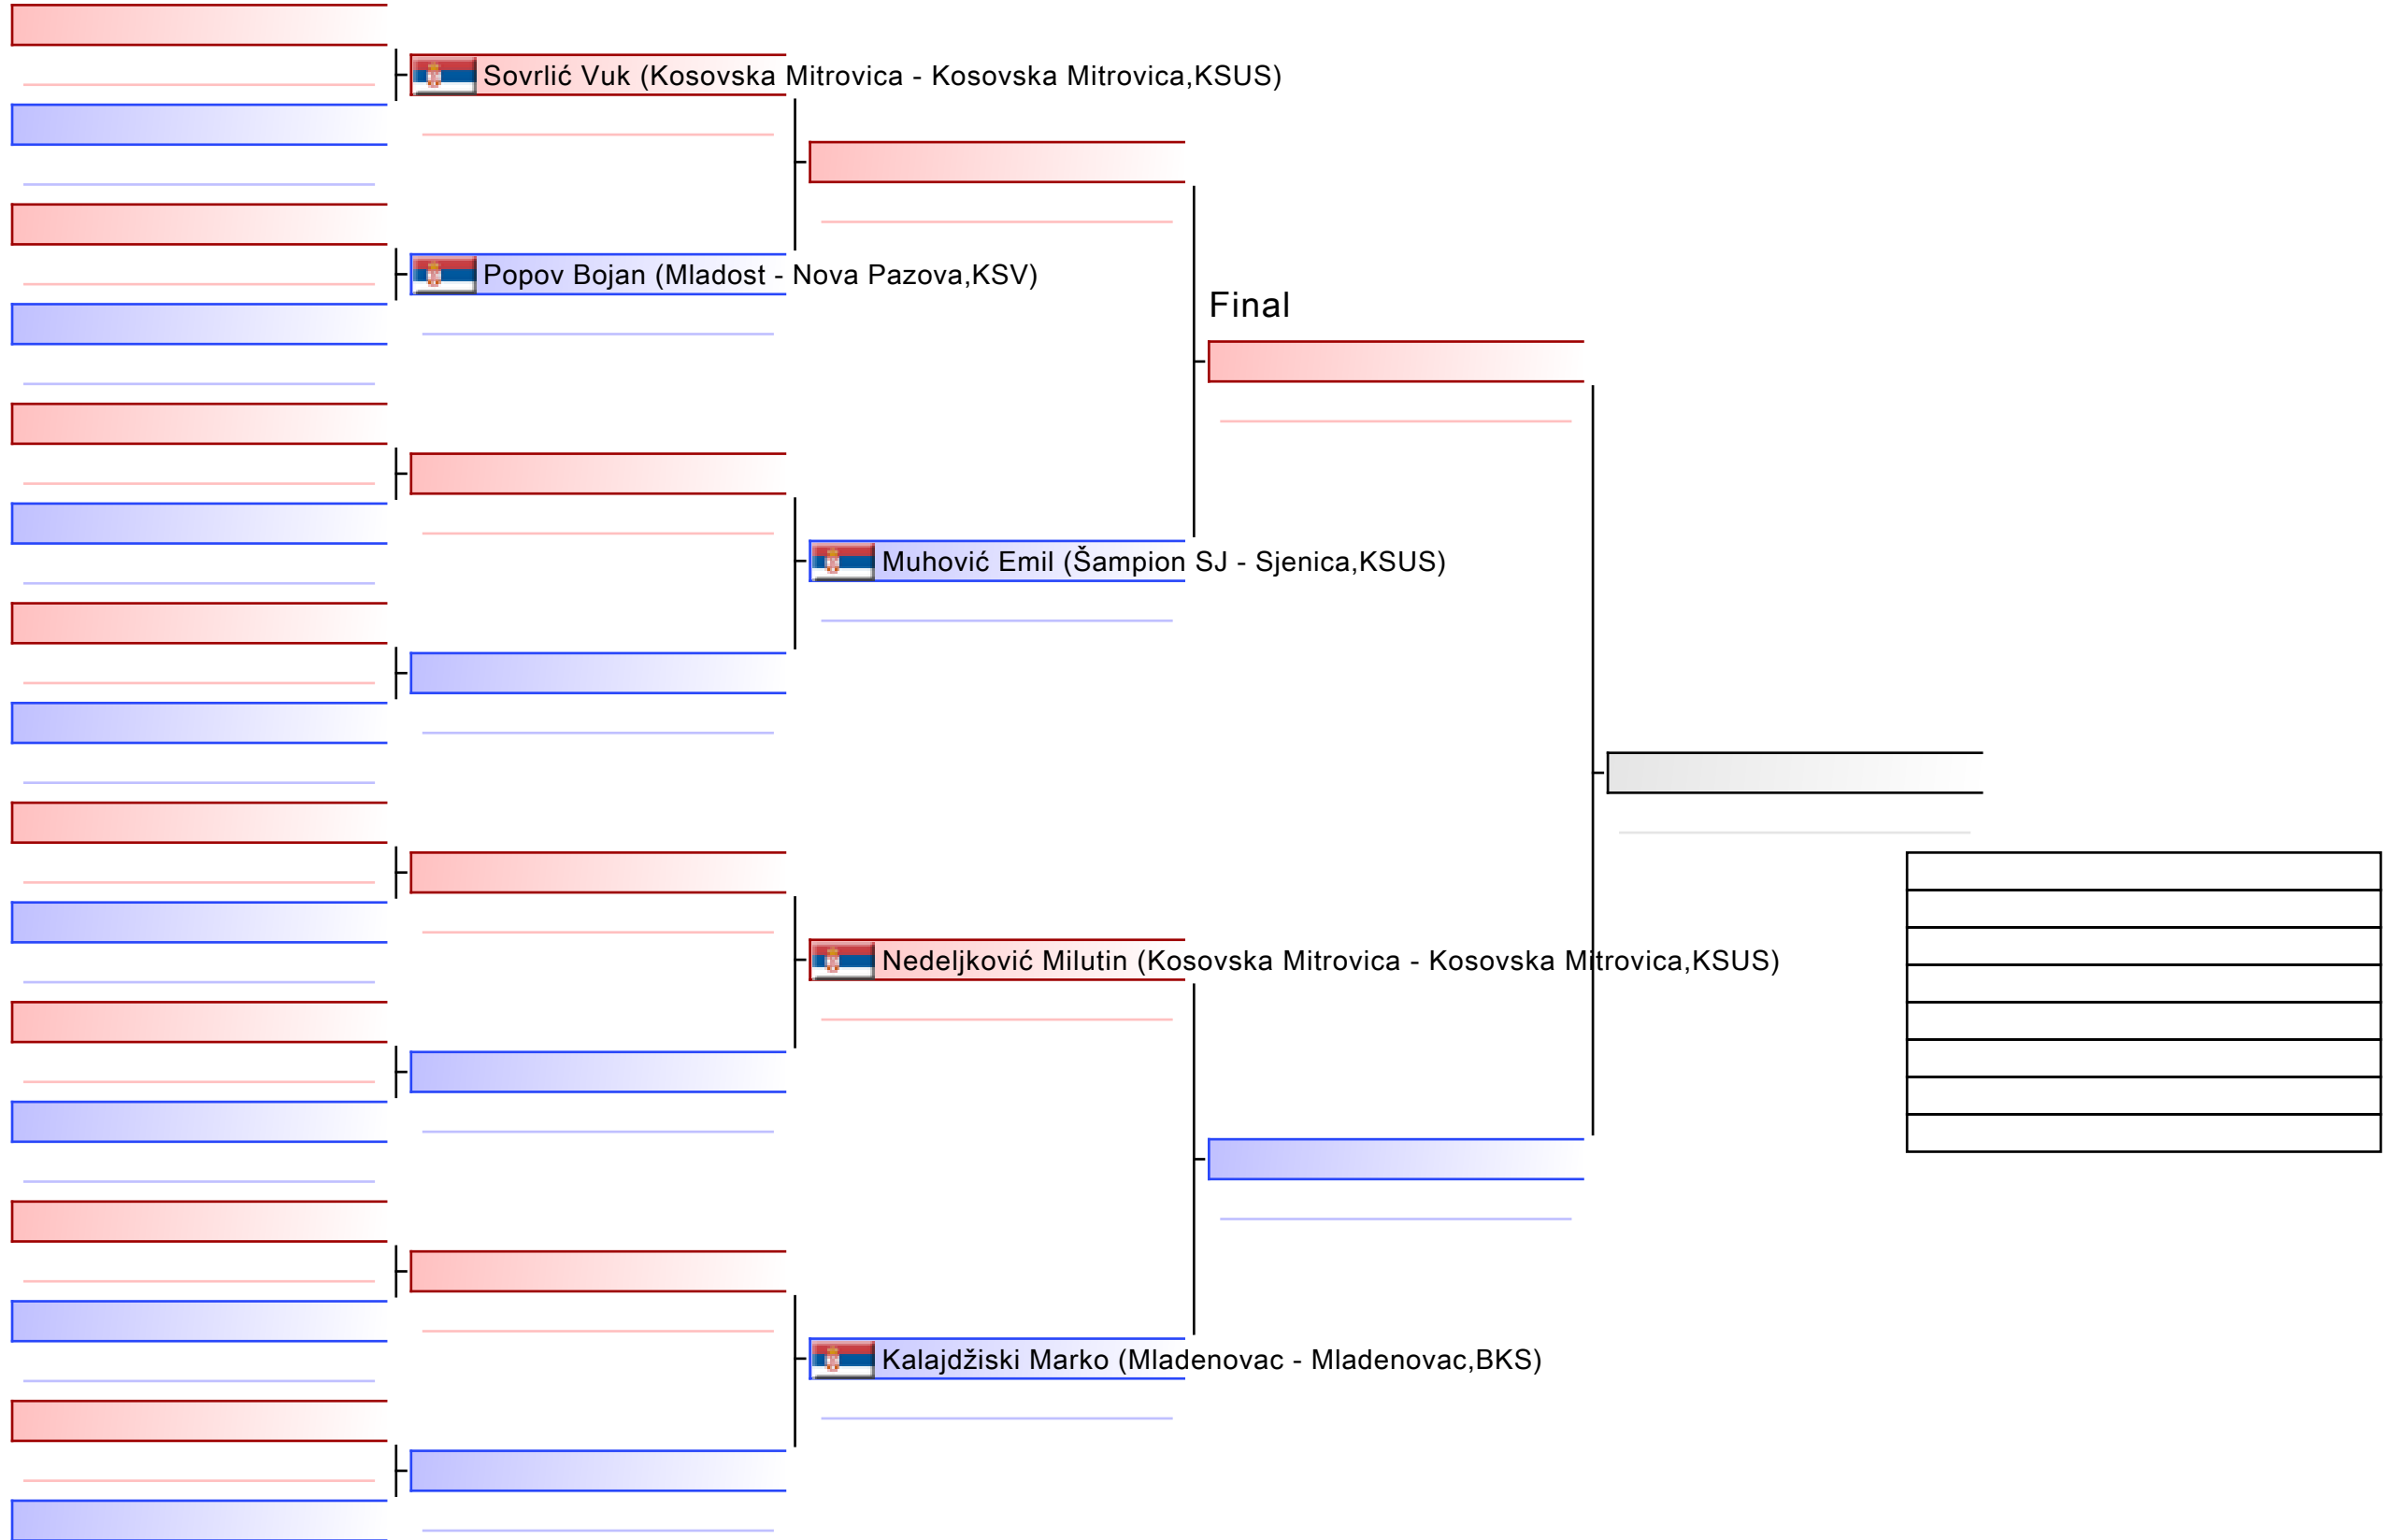 Sovrlić Vuk (Kosovska Mitrovica - Kosovska Mitrovica,KSUS)
Popov Bojan (Mladost - Nova Pazova,KSV)
Final
Muhović Emil (Šampion SJ - Sjenica,KSUS)
Nedeljković Milutin (Kosovska Mitrovica - Kosovska Mitrovica,KSUS)
Kalajdžiski Marko (Mladenovac - Mladenovac,BKS)